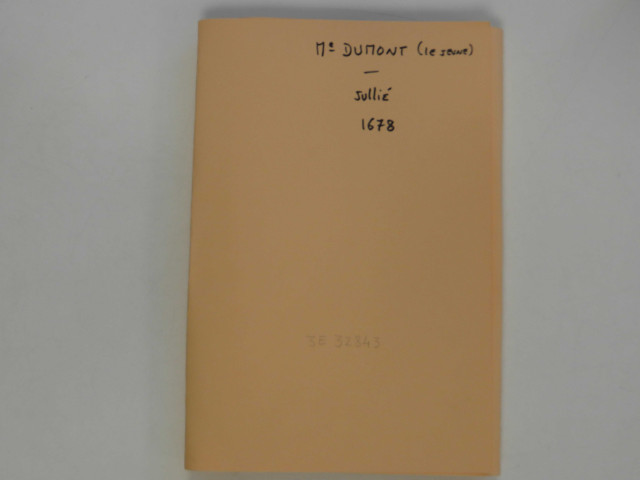 Me DUMONT (le jeune)
—
Jullié
1678
3E 32343